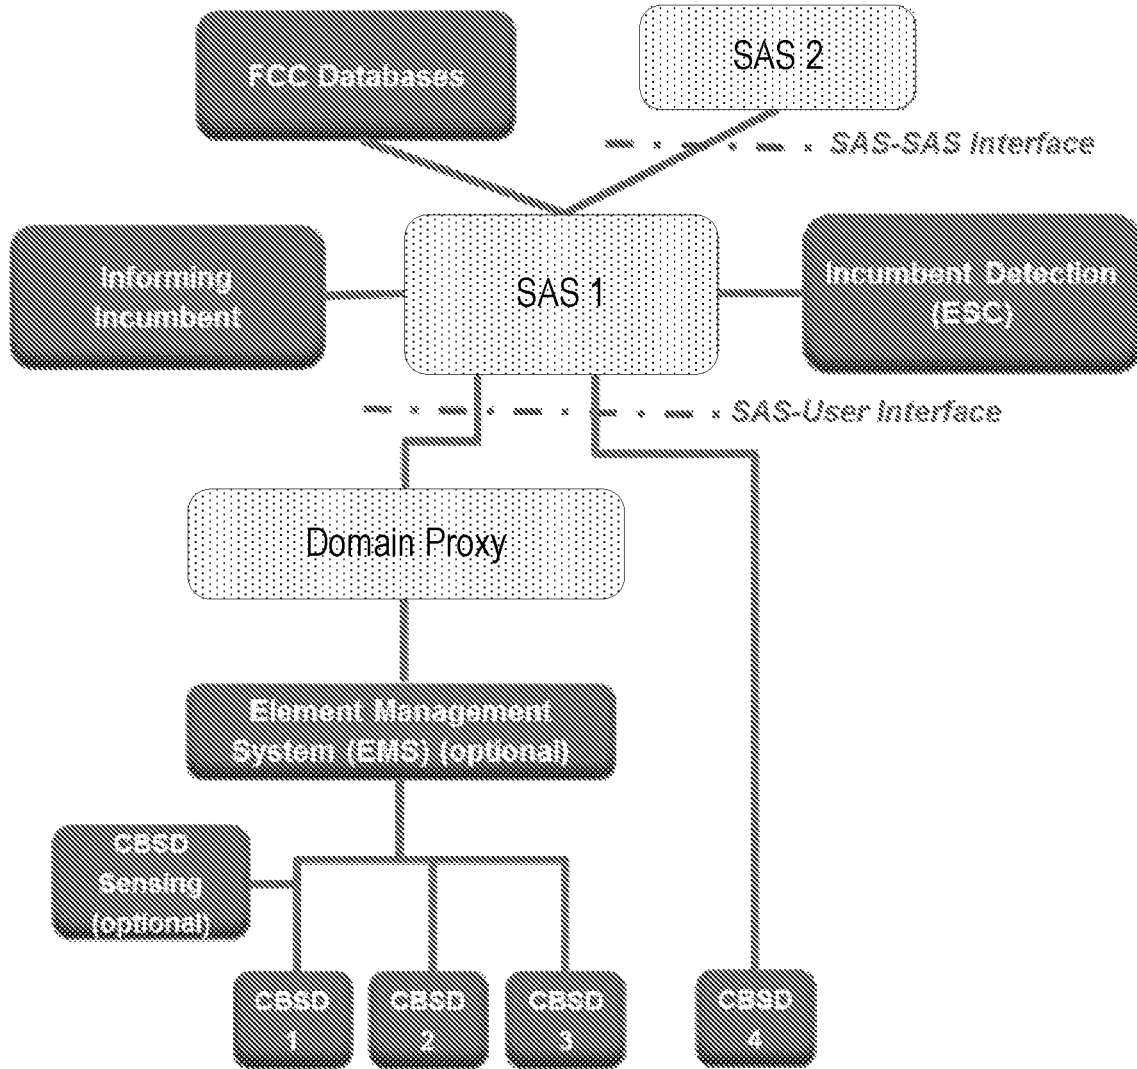 FCC Databases
SAS 2
SAS-SAS Interface
Informing
Incumbent
SAS 1
Incumbent Detection
(ESC)
SAS-User Interface
Domain Proxy
Element Management
System (EMS) (optional)
CBSD
Sensing
(optional)
CBSD
1
CBSD
2
CBSD
3
CBSD
4